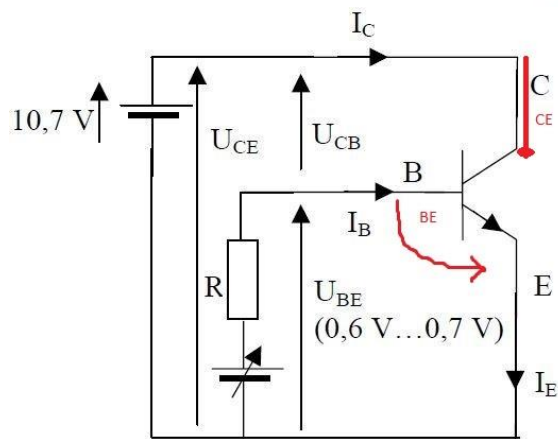 I_C
C
CE
10,7 V
U_CE
U_CB
B
I_B
BE
R
U_BE
E
(0,6 V…0,7 V)
I_E